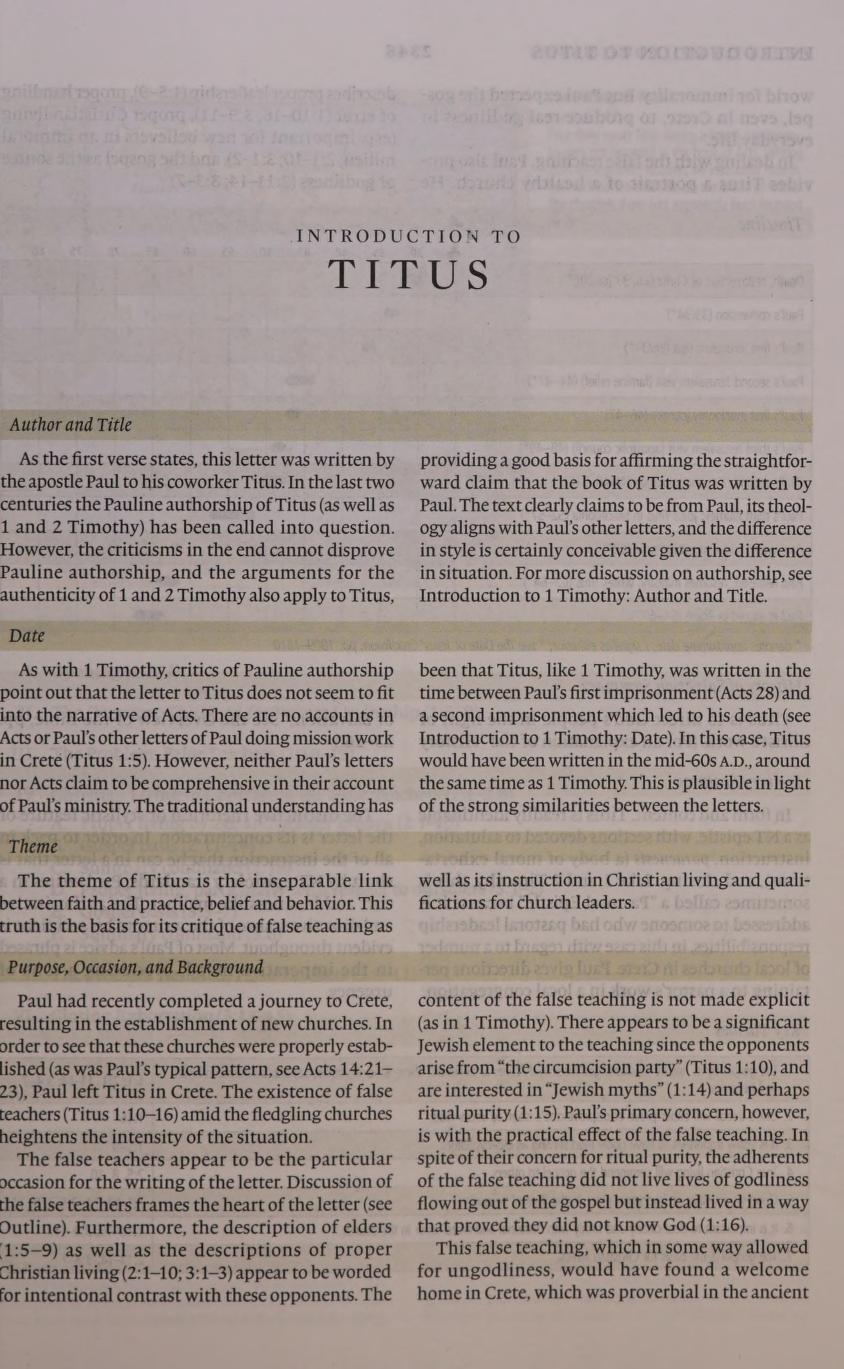 INTRODUCTION TO
TITUS
Author and Title
As the first verse states, this letter was written by
the apostle Paul to his coworker Titus. In the last two
centuries the Pauline authorship of Titus (as well as
1 and 2 Timothy) has been called into question.
However, the criticisms in the end cannot disprove
Pauline authorship, and the arguments for the
authenticity of 1 and 2 Timothy also apply to Titus,
providing a good basis for affirming the straightfor-
ward claim that the book of Titus was written by
Paul. The text clearly claims to be from Paul, its theol-
ogy aligns with Paul's other letters, and the difference
in style is certainly conceivable given the difference
in situation. For more discussion on authorship, see
Introduction to 1 Timothy: Author and Title.
Date
As with 1 Timothy, critics of Pauline authorship
point out that the letter to Titus does not seem to fit
into the narrative of Acts. There are no accounts in
Acts or Paul's other letters of Paul doing mission work
in Crete (Titus 1:5). However, neither Paul's letters
nor Acts claim to be comprehensive in their account
of Paul's ministry. The traditional understanding has
been that Titus, like 1 Timothy, was written in the
time between Paul's first imprisonment (Acts 28) and
a second imprisonment which led to his death (see
Introduction to 1 Timothy: Date). In this case, Titus
would have been written in the mid-60s A.D., around
the same time as 1 Timothy. This is plausible in light
of the strong similarities between the letters.
Theme
The theme of Titus is the inseparable link
between faith and practice, belief and behavior. This
truth is the basis for its critique of false teaching as
well as its instruction in Christian living and quali-
fications for church leaders.
Purpose, Occasion, and Background
Paul had recently completed a journey to Crete,
resulting in the establishment of new churches. In
order to see that these churches were properly estab-
lished (as was Paul's typical pattern, see Acts 14:21–
23), Paul left Titus in Crete. The existence of false
teachers (Titus 1:10–16) amid the fledgling churches
heightens the intensity of the situation.
The false teachers appear to be the particular
occasion for the writing of the letter. Discussion of
the false teachers frames the heart of the letter (see
Outline). Furthermore, the description of elders
(1:5–9) as well as the descriptions of proper
Christian living (2:1–10; 3:1–3) appear to be worded
for intentional contrast with these opponents. The
content of the false teaching is not made explicit
(as in 1 Timothy). There appears to be a significant
Jewish element to the teaching since the opponents
arise from "the circumcision party" (Titus 1:10), and
are interested in "Jewish myths" (1:14) and perhaps
ritual purity (1:15). Paul's primary concern, however,
is with the practical effect of the false teaching. In
spite of their concern for ritual purity, the adherents
of the false teaching did not live lives of godliness
flowing out of the gospel but instead lived in a way
that proved they did not know God (1:16).
This false teaching, which in some way allowed
for ungodliness, would have found a welcome
home in Crete, which was proverbial in the ancient